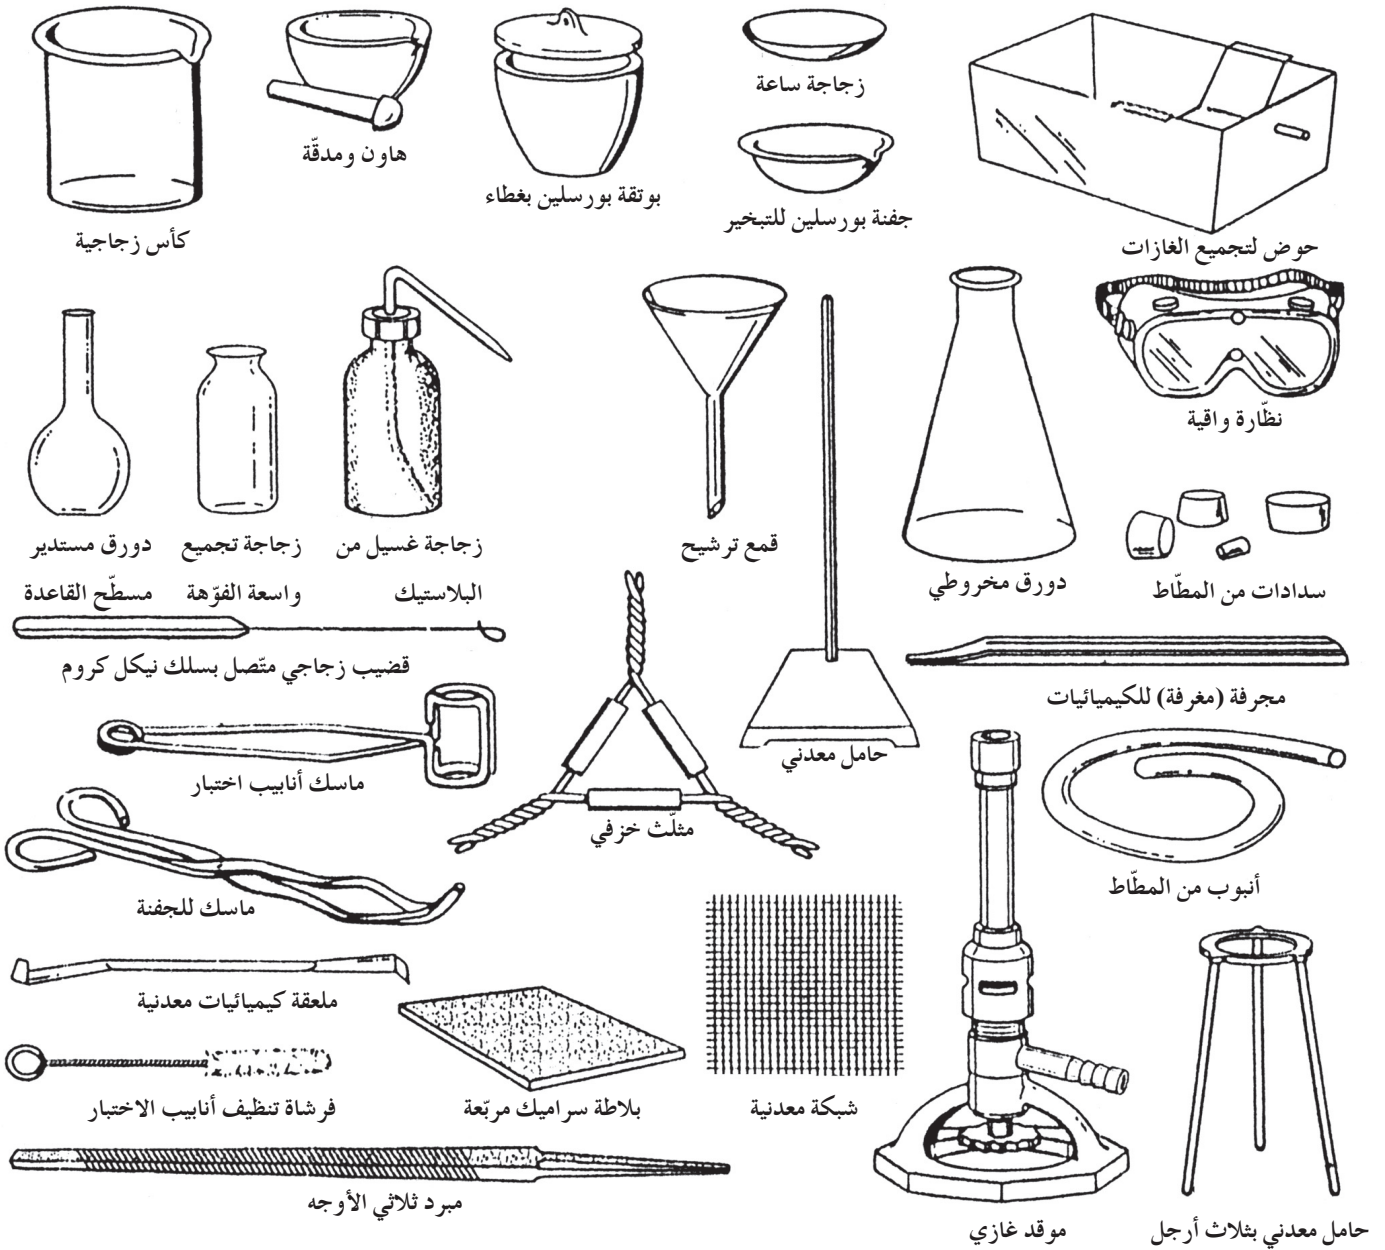 كأس زجاجية
هاون ومدقّة
بوتقة بورسلين بغطاء
زجاجة ساعة
جفنة بورسلين للتبخير
حوض لتجميع الغازات
نظّارة واقية
دورق مستدير
مسطّح القاعدة
زجاجة تجميع
واسعة الفوّهة
زجاجة غسيل من
البلاستيك
قمع ترشيح
دورق مخروطي
سدادات من المطّاط
قضيب زجاجي متّصل بسلك نيكل كروم
مجرفة (مغرفة) للكيميائيات
حامل معدني
ماسك أنابيب اختبار
مثلّث خزفي
أنبوب من المطّاط
ماسك للجفنة
ملعقة كيميائيات معدنية
فرشاة تنظيف أنابيب الاختبار
بلاطة سراميك مربّعة
شبكة معدنية
مبرد ثلاثي الأوجه
موقد غازي
حامل معدني بثلاث أرجل